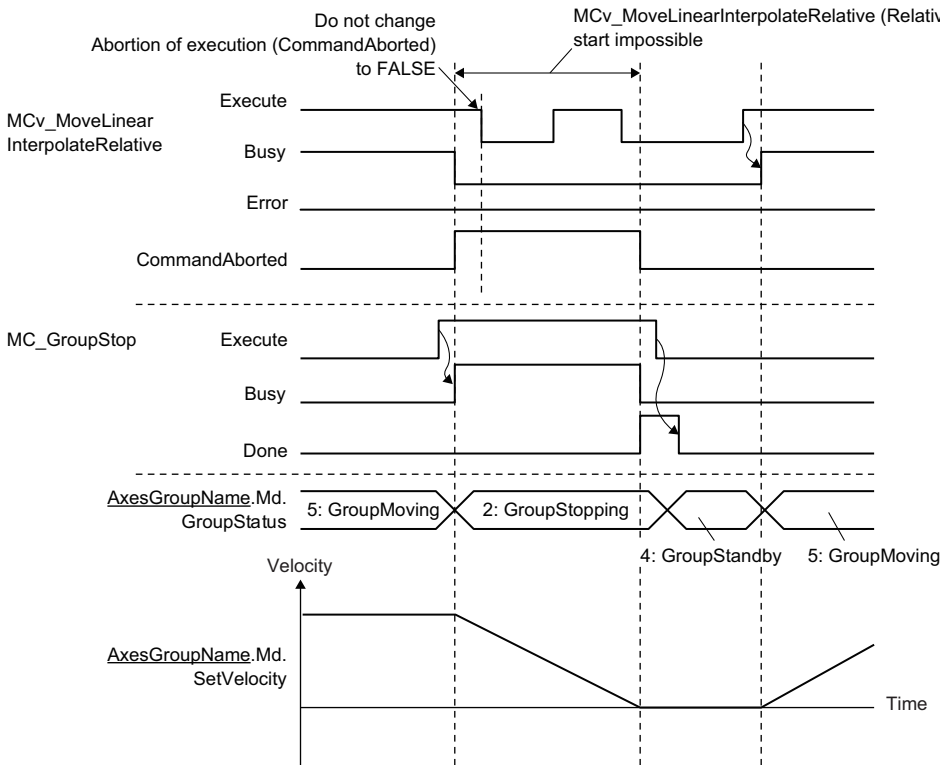 Do not change
Abortion of execution (CommandAborted)
to FALSE
MCv_MoveLinearInterpolateRelative (Relativ
start impossible
MCv_MoveLinear
InterpolateRelative
Execute
Busy
Error
CommandAborted
MC_GroupStop
Execute
Busy
Done
AxesGroupName.Md.
GroupStatus
5: GroupMoving
2: GroupStopping
4: GroupStandby
5: GroupMoving
Velocity
AxesGroupName.Md.
SetVelocity
Time